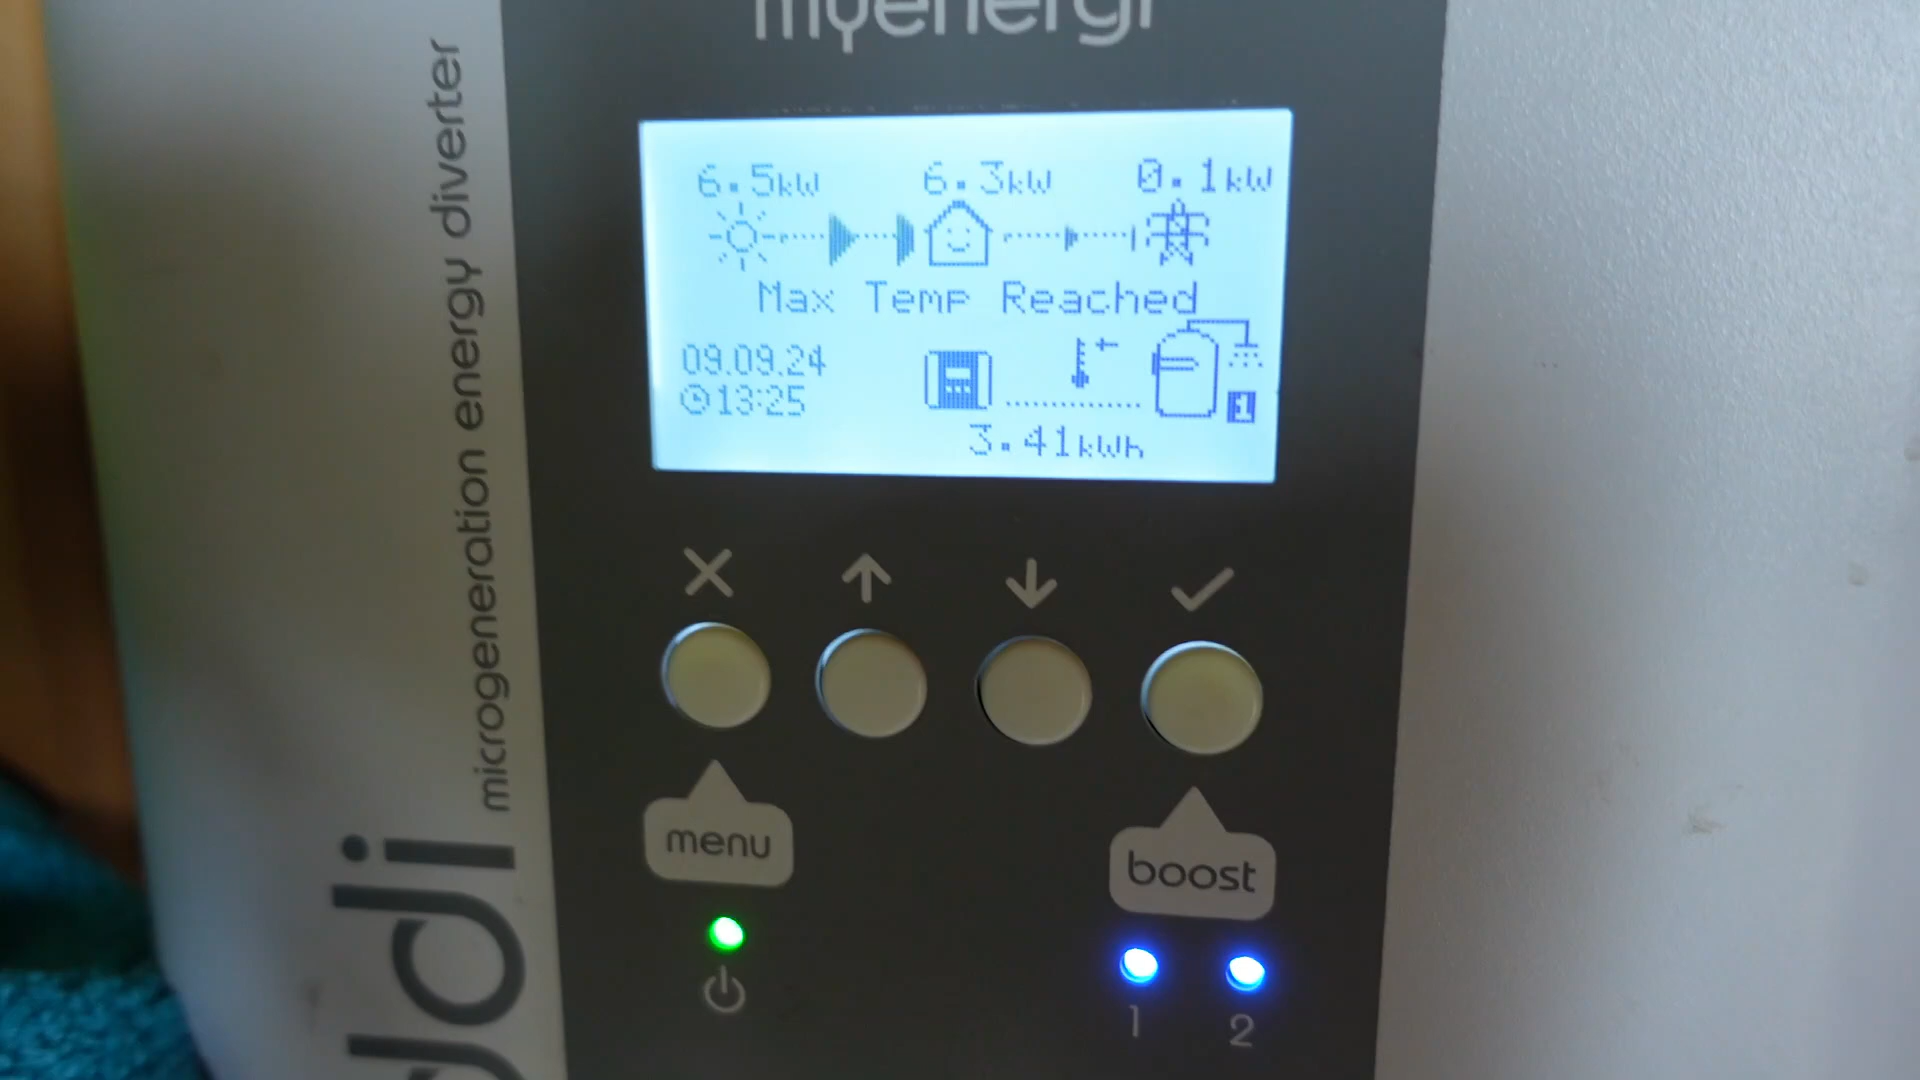 myenergi
microgeneration energy diverter
6.5kW 6.3kW 0.1kW
Max Temp Reached
09.09.24
13:25
1
3.41kWh
menu
boost
1 2